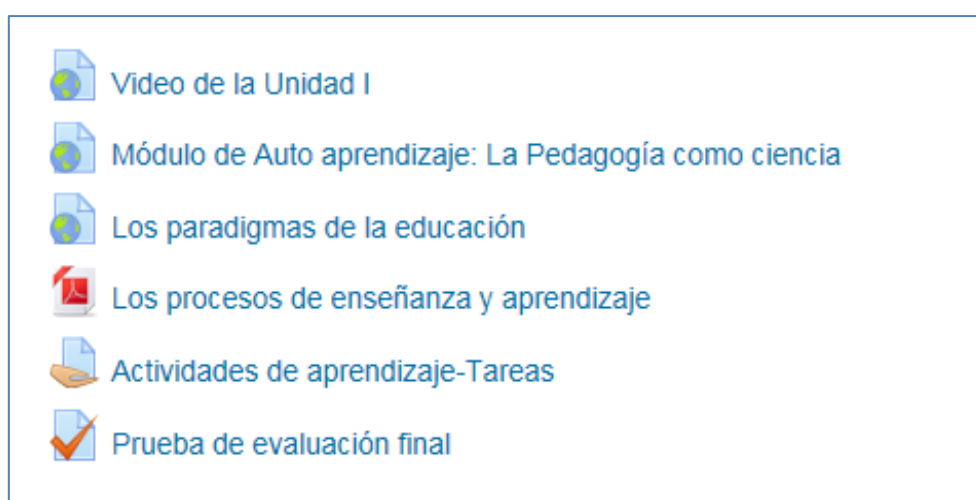 Video de la Unidad I
Módulo de Auto aprendizaje: La Pedagogía como ciencia
Los paradigmas de la educación
Los procesos de enseñanza y aprendizaje
Actividades de aprendizaje-Tareas
Prueba de evaluación final